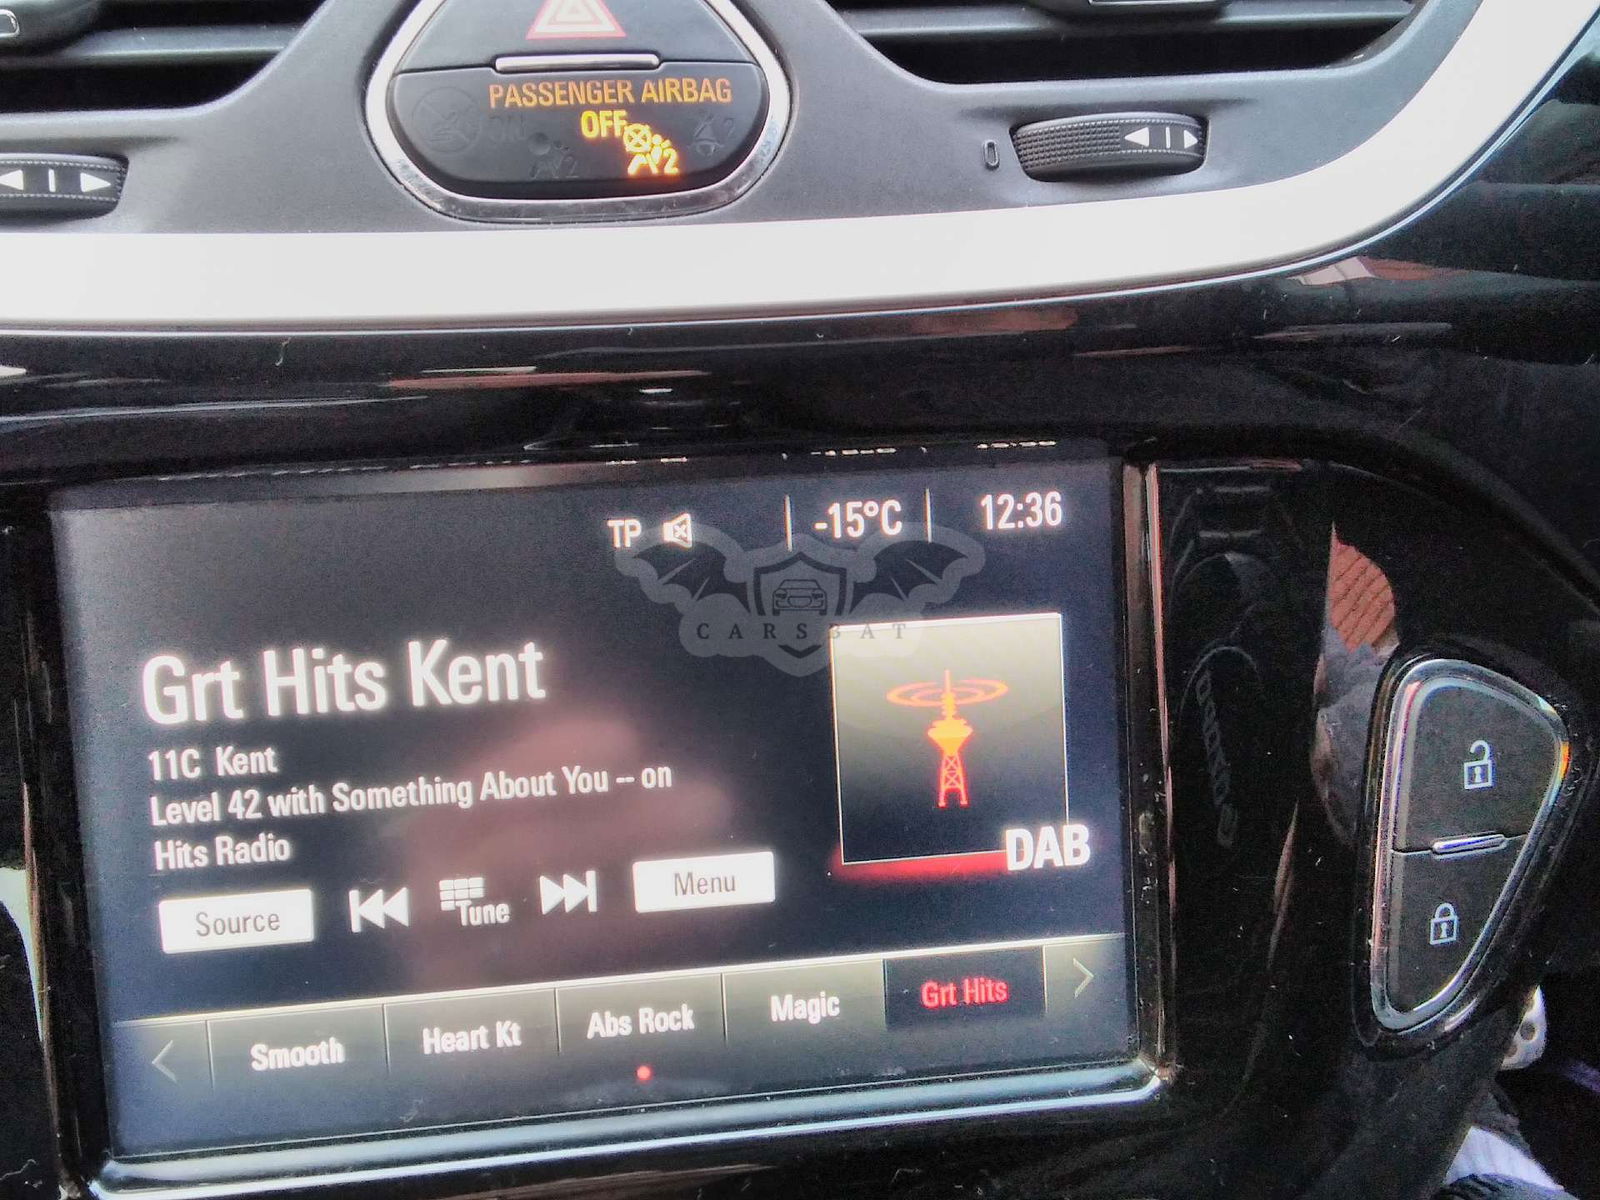 PASSENGER AIRBAG
OFF
2
TP -15°C 12:36
CARSBAT
Grt Hits Kent
11C Kent
Level 42 with Something About You -- on
Hits Radio
DAB
Source Tune Menu
Smooth Heart Kt Abs Rock Magic Grt Hits